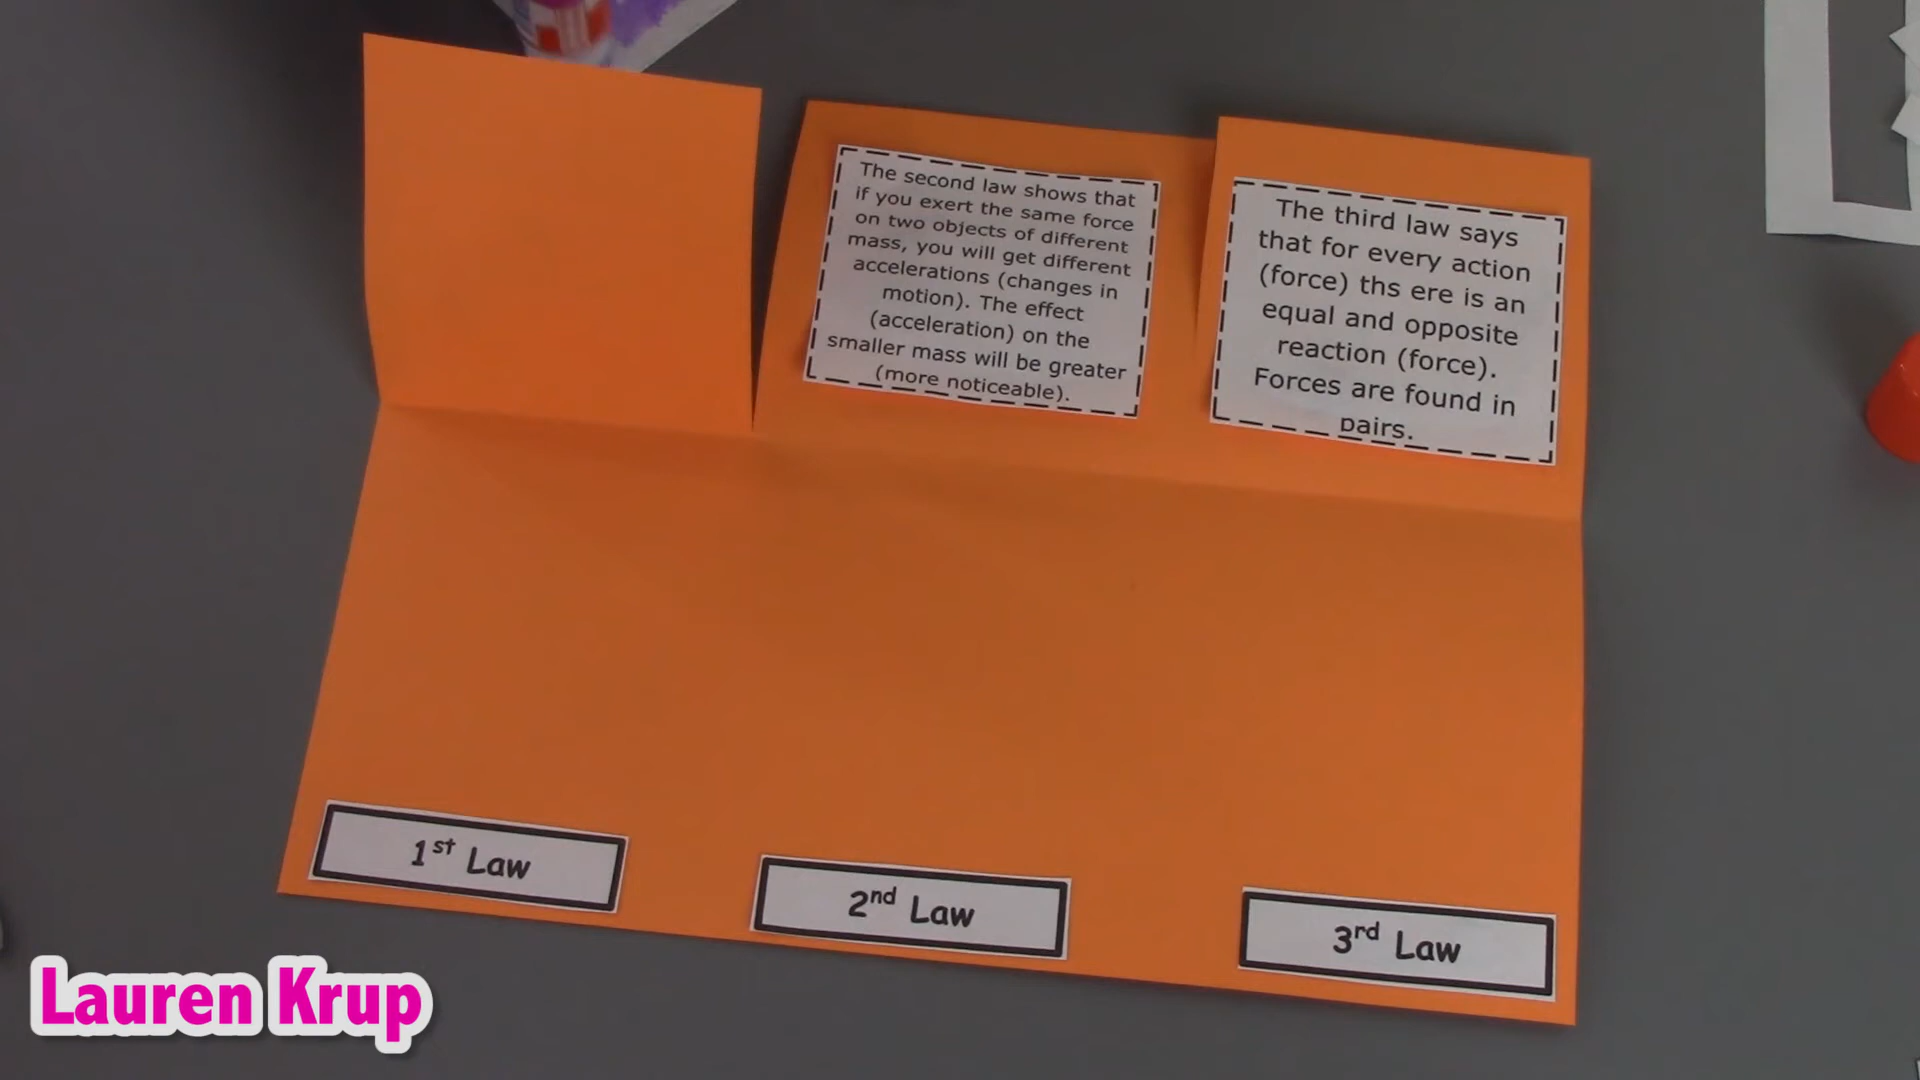 The second law shows that
if you exert the same force
on two objects of different
mass, you will get different
accelerations (changes in
motion). The effect
(acceleration) on the
smaller mass will be greater
(more noticeable).
The third law says
that for every action
(force) ths ere is an
equal and opposite
reaction (force).
Forces are found in
pairs.
1st Law
2nd Law
3rd Law
Lauren Krup